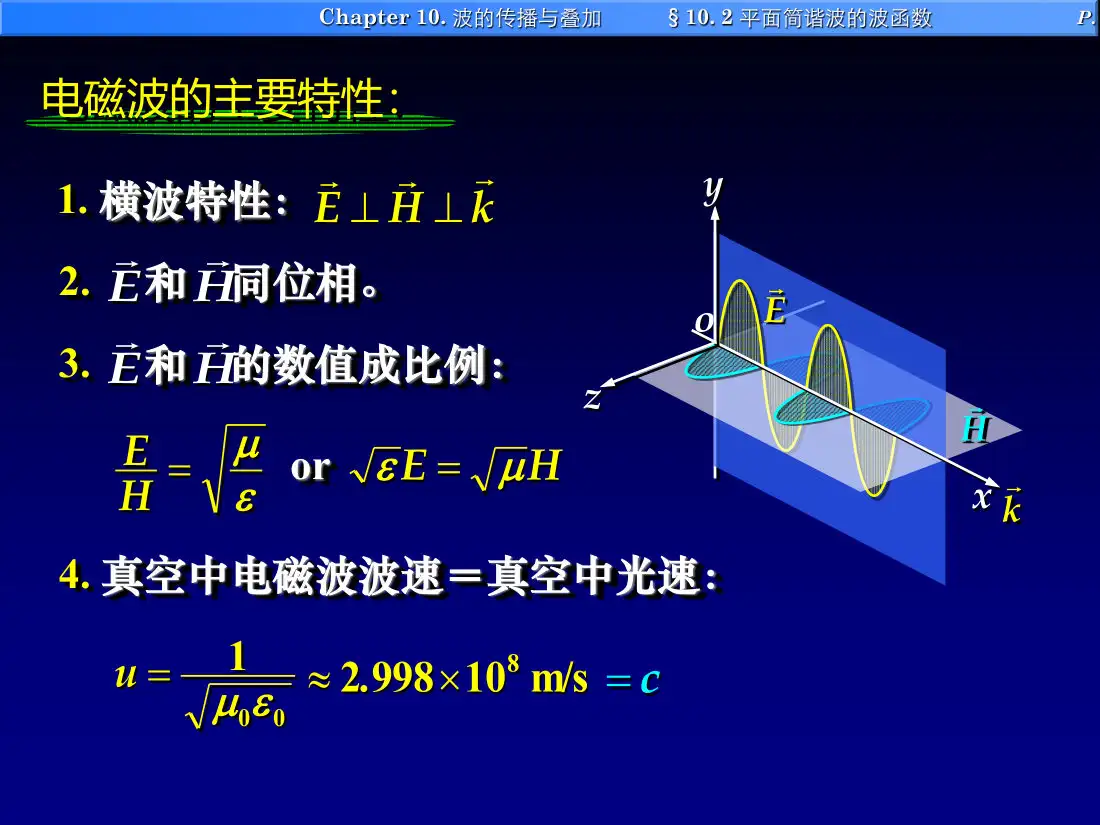 Chapter 10. 波的传播与叠加 §10. 2 平面简谐波的波函数 P.
电磁波的主要特性：
1. 横波特性： E⃗ ⊥ H⃗ ⊥ k⃗
2. E⃗ 和 H⃗ 同位相。
3. E⃗ 和 H⃗ 的数值成比例：
E/H = √(μ/ε) or √ε E = √μ H
4. 真空中电磁波波速＝真空中光速：
u = 1/√(μ₀ε₀) ≈ 2.998×10⁸ m/s = c
y
o
E⃗
z
H⃗
x k⃗